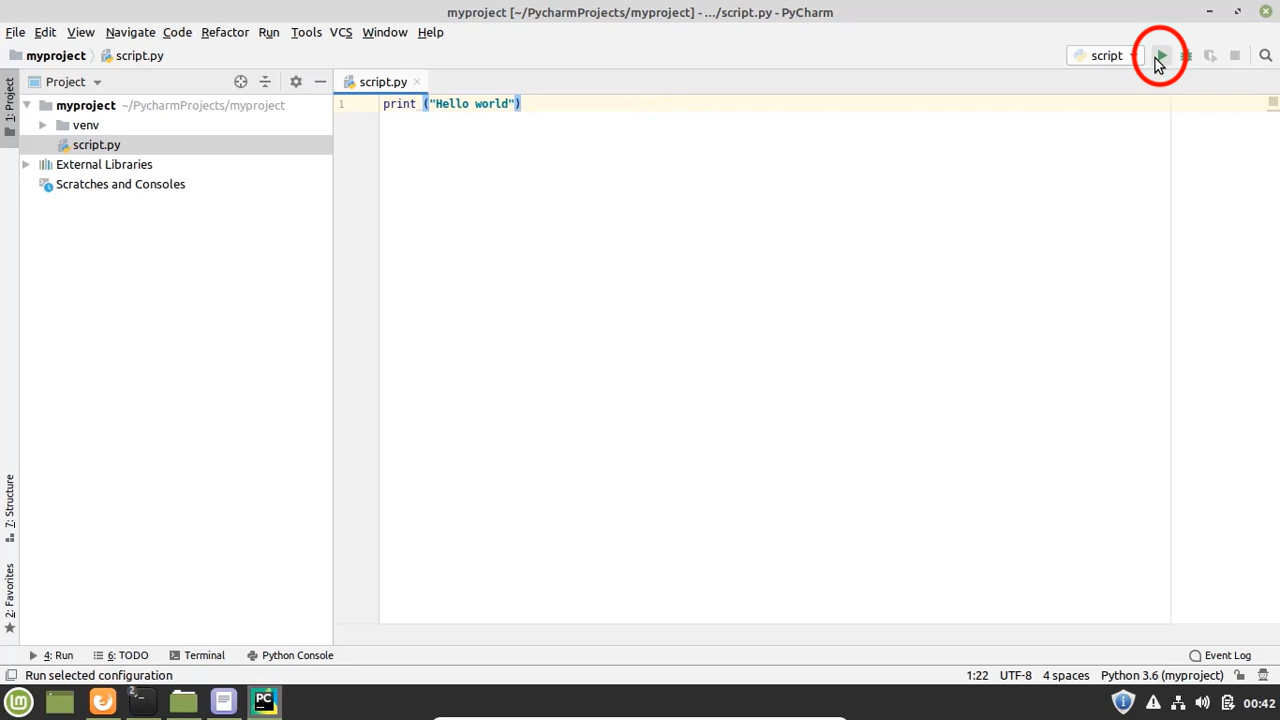 myproject [~/PycharmProjects/myproject] - .../script.py - PyCharm
File Edit View Navigate Code Refactor Run Tools VCS Window Help
myproject script.py script
1: Project
Project script.py
1 print ("Hello world")
myproject ~/PycharmProjects/myproject
venv
script.py
External Libraries
Scratches and Consoles
7: Structure
2: Favorites
4: Run 6: TODO Terminal Python Console Event Log
Run selected configuration 1:22 UTF-8 4 spaces Python 3.6 (myproject)
2 PC 00:42